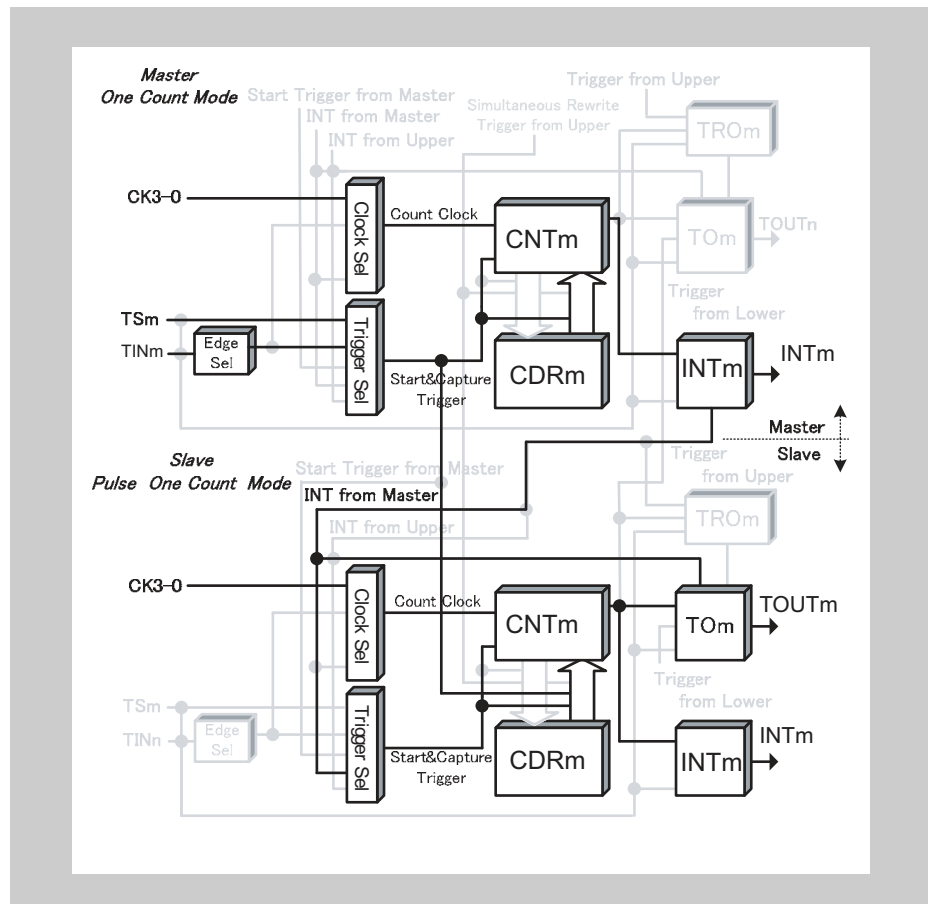 Master
One Count Mode
Start Trigger from Master
INT from Master
INT from Upper
Simultaneous Rewrite
Trigger from Upper
Trigger from Upper
TROm
CK3-0
Clock Sel
Count Clock
CNTm
TOm
TOUTn
Trigger
from Lower
TSm
TINm
Edge
Sel
Trigger Sel
Start&Capture
Trigger
CDRm
INTm
INTm
Master
Slave
Slave
Pulse One Count Mode
Start Trigger from Master
INT from Master
INT from Upper
Trigger
from Upper
TROm
CK3-0
Clock Sel
Count Clock
CNTm
TOm
TOUTm
Trigger
from Lower
TSm
TINn
Edge
Sel
Trigger Sel
Start&Capture
Trigger
CDRm
INTm
INTm